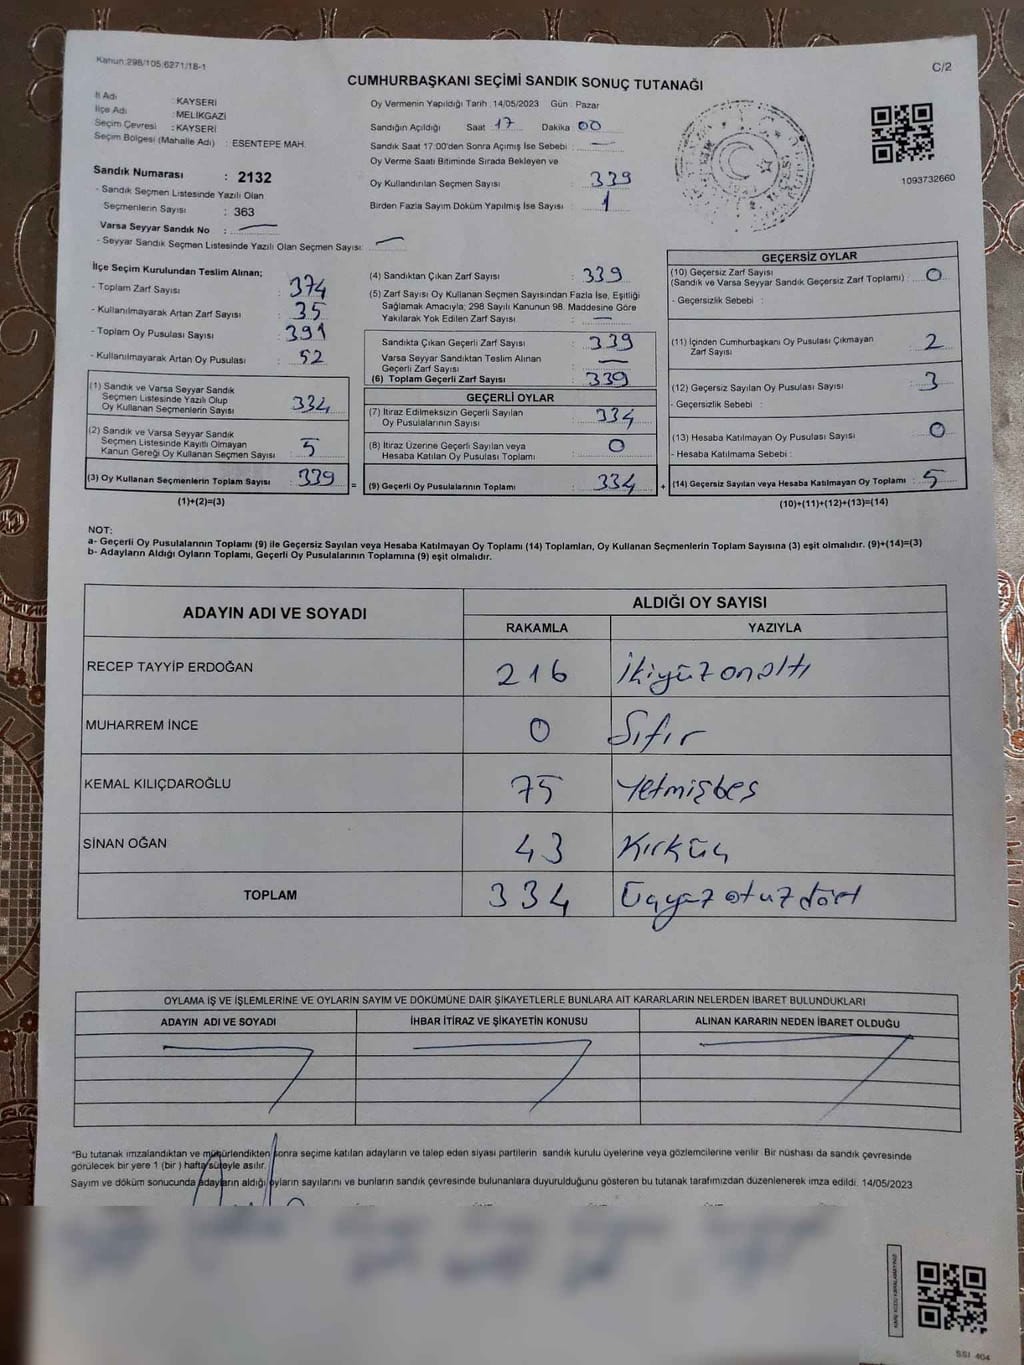 Kanun:298/105;6271/18-1
C/2
CUMHURBAŞKANI SEÇİMİ SANDIK SONUÇ TUTANAĞI
İl Adı : KAYSERİ
İlçe Adı : MELİKGAZİ
Seçim Çevresi : KAYSERİ
Seçim Bölgesi (Mahalle Adı) : ESENTEPE MAH.
Sandık Numarası : 2132
- Sandık Seçmen Listesinde Yazılı Olan
Seçmenlerin Sayısı : 363
Varsa Seyyar Sandık No : —
- Seyyar Sandık Seçmen Listesinde Yazılı Olan Seçmen Sayısı: —
Oy Vermenin Yapıldığı Tarih :14/05/2023 Gün : Pazar
Sandığın Açıldığı Saat 17 Dakika 00
Sandık Saat 17:00'den Sonra Açımış İse Sebebi : —
Oy Verme Saati Bitiminde Sırada Bekleyen ve
Oy Kullandırılan Seçmen Sayısı : 339
Birden Fazla Sayım Döküm Yapılmış İse Sayısı : 1
1093732660
İlçe Seçim Kurulundan Teslim Alınan;
- Toplam Zarf Sayısı : 374
- Kullanılmayarak Artan Zarf Sayısı : 35
- Toplam Oy Pusulası Sayısı : 391
- Kullanılmayarak Artan Oy Pusulası : 52
(1) Sandık ve Varsa Seyyar Sandık
Seçmen Listesinde Yazılı Olup
Oy Kullanan Seçmenlerin Sayısı : 334
(2) Sandık ve Varsa Seyyar Sandık
Seçmen Listesinde Kayıtlı Olmayan
Kanun Gereği Oy Kullanan Seçmen Sayısı : 5
(3) Oy Kullanan Seçmenlerin Toplam Sayısı : 339 =
(1)+(2)=(3)
(4) Sandıktan Çıkan Zarf Sayısı : 339
(5) Zarf Sayısı Oy Kullanan Seçmen Sayısından Fazla İse, Eşitliği
Sağlamak Amacıyla; 298 Sayılı Kanunun 98. Maddesine Göre
Yakılarak Yok Edilen Zarf Sayısı : —
Sandıkta Çıkan Geçerli Zarf Sayısı : 339
Varsa Seyyar Sandıktan Teslim Alınan
Geçerli Zarf Sayısı : —
(6) Toplam Geçerli Zarf Sayısı : 339
GEÇERLİ OYLAR
(7) İtiraz Edilmeksizin Geçerli Sayılan
Oy Pusulalarının Sayısı : 334
(8) İtiraz Üzerine Geçerli Sayılan veya
Hesaba Katılan Oy Pusulası Toplamı : 0
(9) Geçerli Oy Pusulalarının Toplamı : 334 +
GEÇERSİZ OYLAR
(10) Geçersiz Zarf Sayısı
(Sandık ve Varsa Seyyar Sandık Geçersiz Zarf Toplamı) : 0
- Geçersizlik Sebebi :
(11) İçinden Cumhurbaşkanı Oy Pusulası Çıkmayan
Zarf Sayısı : 2
(12) Geçersiz Sayılan Oy Pusulası Sayısı : 3
- Geçersizlik Sebebi :
(13) Hesaba Katılmayan Oy Pusulası Sayısı : 0
- Hesaba Katılmama Sebebi :
(14) Geçersiz Sayılan veya Hesaba Katılmayan Oy Toplamı : 5
(10)+(11)+(12)+(13)=(14)
NOT:
a- Geçerli Oy Pusulalarının Toplamı (9) ile Geçersiz Sayılan veya Hesaba Katılmayan Oy Toplamı (14) Toplamları, Oy Kullanan Seçmenlerin Toplam Sayısına (3) eşit olmalıdır. (9)+(14)=(3)
b- Adayların Aldığı Oyların Toplamı, Geçerli Oy Pusulalarının Toplamına (9) eşit olmalıdır.
ADAYIN ADI VE SOYADI ALDIĞI OY SAYISI
RAKAMLA YAZIYLA
RECEP TAYYİP ERDOĞAN 216 İkiyüzonaltı
MUHARREM İNCE 0 Sıfır
KEMAL KILIÇDAROĞLU 75 Yetmişbeş
SİNAN OĞAN 43 Kırküç
TOPLAM 334 Üçyüzotuzdört
OYLAMA İŞ VE İŞLEMLERİNE VE OYLARIN SAYIM VE DÖKÜMÜNE DAİR ŞİKAYETLERLE BUNLARA AİT KARARLARIN NELERDEN İBARET BULUNDUKLARI
ADAYIN ADI VE SOYADI İHBAR İTİRAZ VE ŞİKAYETİN KONUSU ALINAN KARARIN NEDEN İBARET OLDUĞU
"Bu tutanak imzalandıktan ve mühürlendikten sonra seçime katılan adayların ve talep eden siyasi partilerin sandık kurulu üyelerine veya gözlemcilerine verilir. Bir nüshası da sandık çevresinde
görülecek bir yere 1 (bir ) hafta süreyle asılır.
Sayım ve döküm sonucunda adayların aldığı oyların sayılarını ve bunların sandık çevresinde bulunanlara duyurulduğunu gösteren bu tutanak tarafımızdan düzenlenerek imza edildi. 14/05/2023
SSI 404